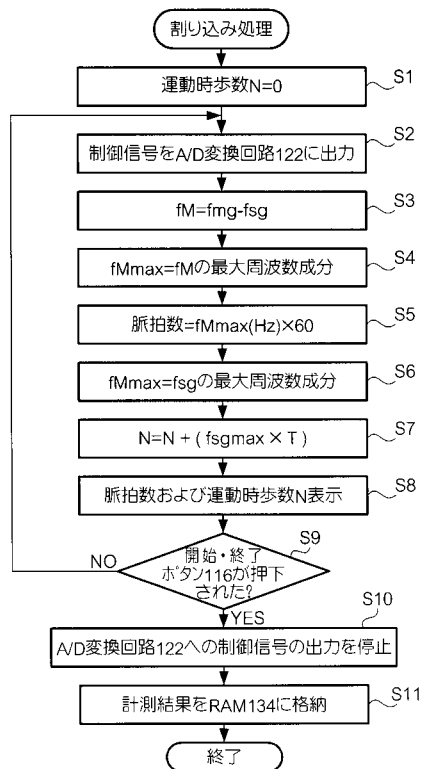 割り込み処理
運動時歩数N=0
S1
制御信号をA/D変換回路122に出力
S2
fM=fmg-fsg
S3
fMmax=fMの最大周波数成分
S4
脈拍数=fMmax(Hz)×60
S5
fMmax=fsgの最大周波数成分
S6
N=N + ( fsgmax × T )
S7
脈拍数および運動時歩数N表示
S8
開始・終了
ボタン116が押下
された?
S9
NO
YES
A/D変換回路122への制御信号の出力を停止
S10
計測結果をRAM134に格納
S11
終了